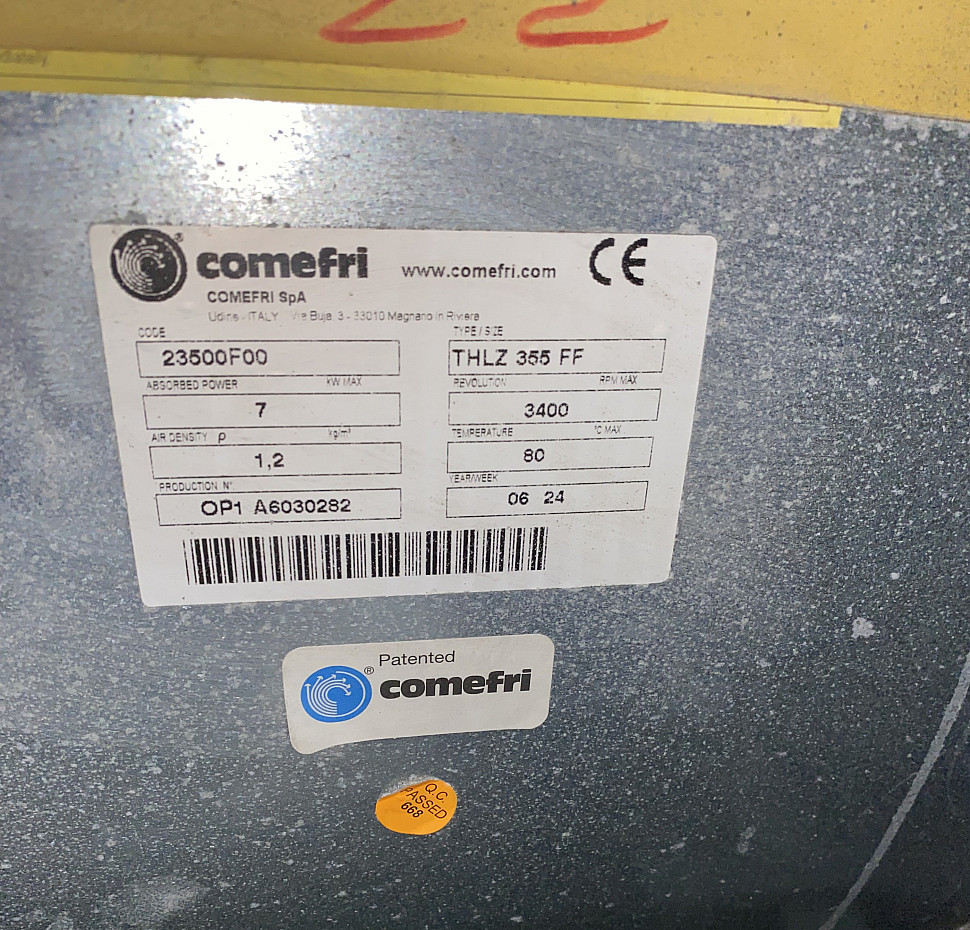 22
comefri ® www.comefri.com CE
COMEFRI SpA
Udine - ITALY Via Buja, 3 - 33010 Magnano in Riviera
CODE TYPE / SIZE
23500F00 THLZ 355 FF
ABSORBED POWER kW MAX REVOLUTION RPM MAX
7 3400
AIR DENSITY ρ kg/m³ TEMPERATURE °C MAX
1,2 80
PRODUCTION N° YEAR/WEEK
OP1 A6030282 06 24
Patented
® comefri
Q.C.
PASSED
668